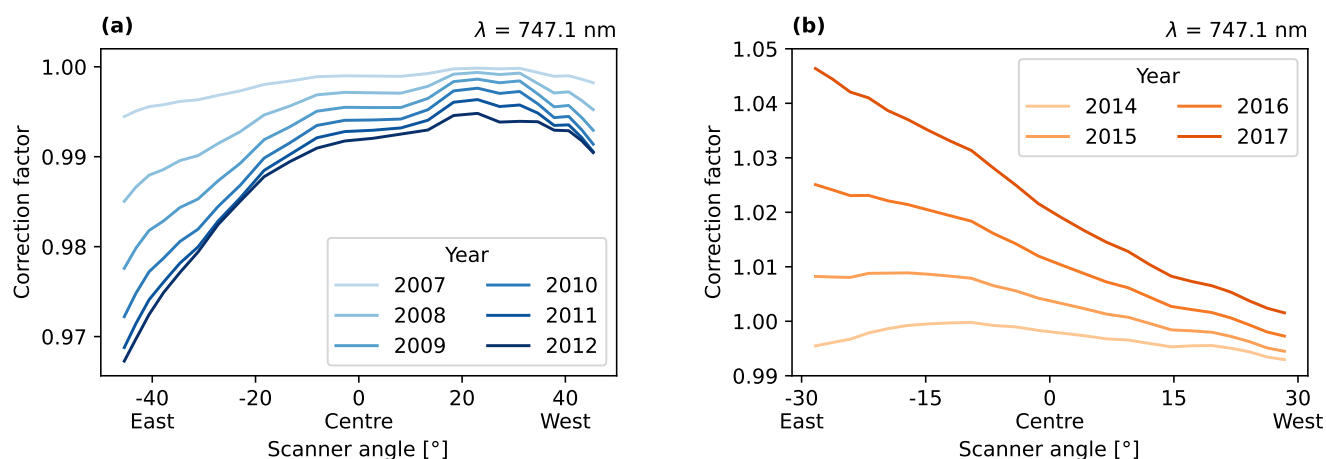 (a)
λ = 747.1 nm
Correction factor
1.00
0.99
0.98
0.97
Year
2007
2008
2009
2010
2011
2012
-40
-20
0
20
40
East
Centre
West
Scanner angle [°]
(b)
λ = 747.1 nm
Correction factor
1.05
1.04
1.03
1.02
1.01
1.00
0.99
Year
2014
2015
2016
2017
-30
-15
0
15
30
East
Centre
West
Scanner angle [°]